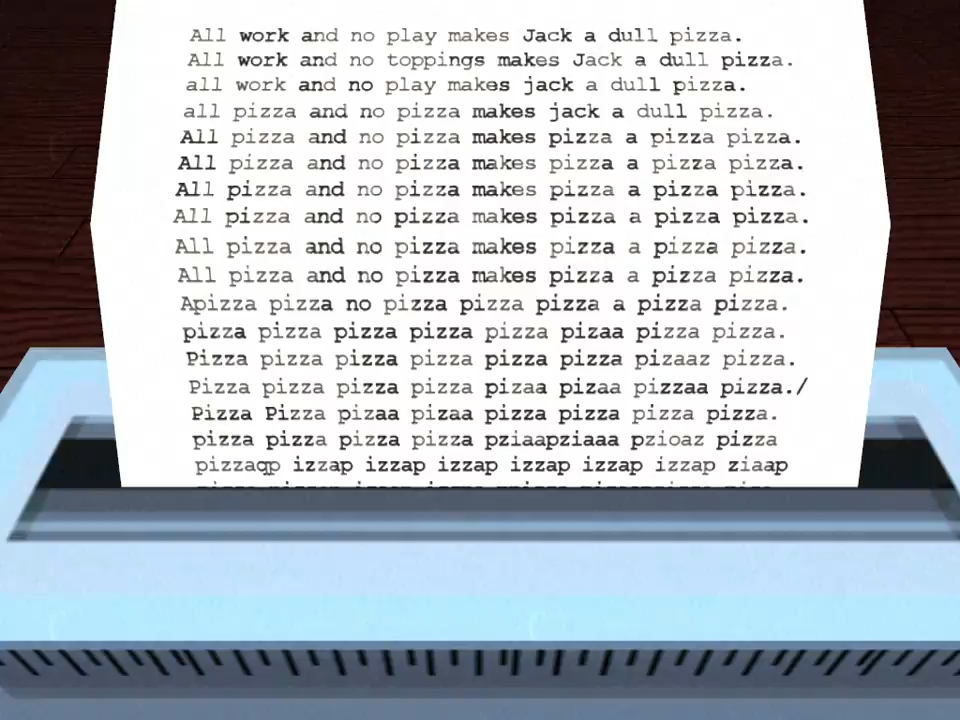 All work and no play makes Jack a dull pizza.
All work and no toppings makes Jack a dull pizza.
all work and no play makes jack a dull pizza.
all pizza and no pizza makes jack a dull pizza.
All pizza and no pizza makes pizza a pizza pizza.
All pizza and no pizza makes pizza a pizza pizza.
All pizza and no pizza makes pizza a pizza pizza.
All pizza and no pizza makes pizza a pizza pizza.
All pizza and no pizza makes pizza a pizza pizza.
All pizza and no pizza makes pizza a pizza pizza.
Apizza pizza no pizza pizza pizza a pizza pizza.
pizza pizza pizza pizza pizza pizaa pizza pizza.
Pizza pizza pizza pizza pizza pizza pizaaz pizza.
Pizza pizza pizza pizza pizaa pizaa pizzaa pizza./
Pizza Pizza pizaa pizaa pizza pizza pizza pizza.
pizza pizza pizza pizza pziaapziaaa pzioaz pizza
pizzaqp izzap izzap izzap izzap izzap izzap ziaap